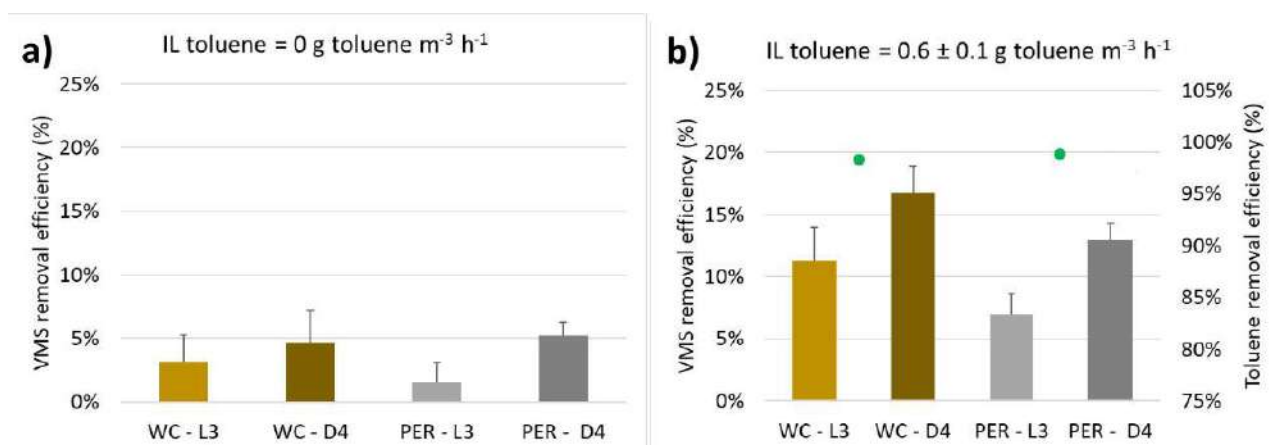 a)
IL toluene = 0 g toluene m⁻³ h⁻¹
VMS removal efficiency (%)
25%
20%
15%
10%
5%
0%
WC - L3
WC - D4
PER - L3
PER - D4
b)
IL toluene = 0.6 ± 0.1 g toluene m⁻³ h⁻¹
VMS removal efficiency (%)
25%
20%
15%
10%
5%
0%
105%
100%
95%
90%
85%
80%
75%
Toluene removal efficiency (%)
WC - L3
WC - D4
PER - L3
PER - D4